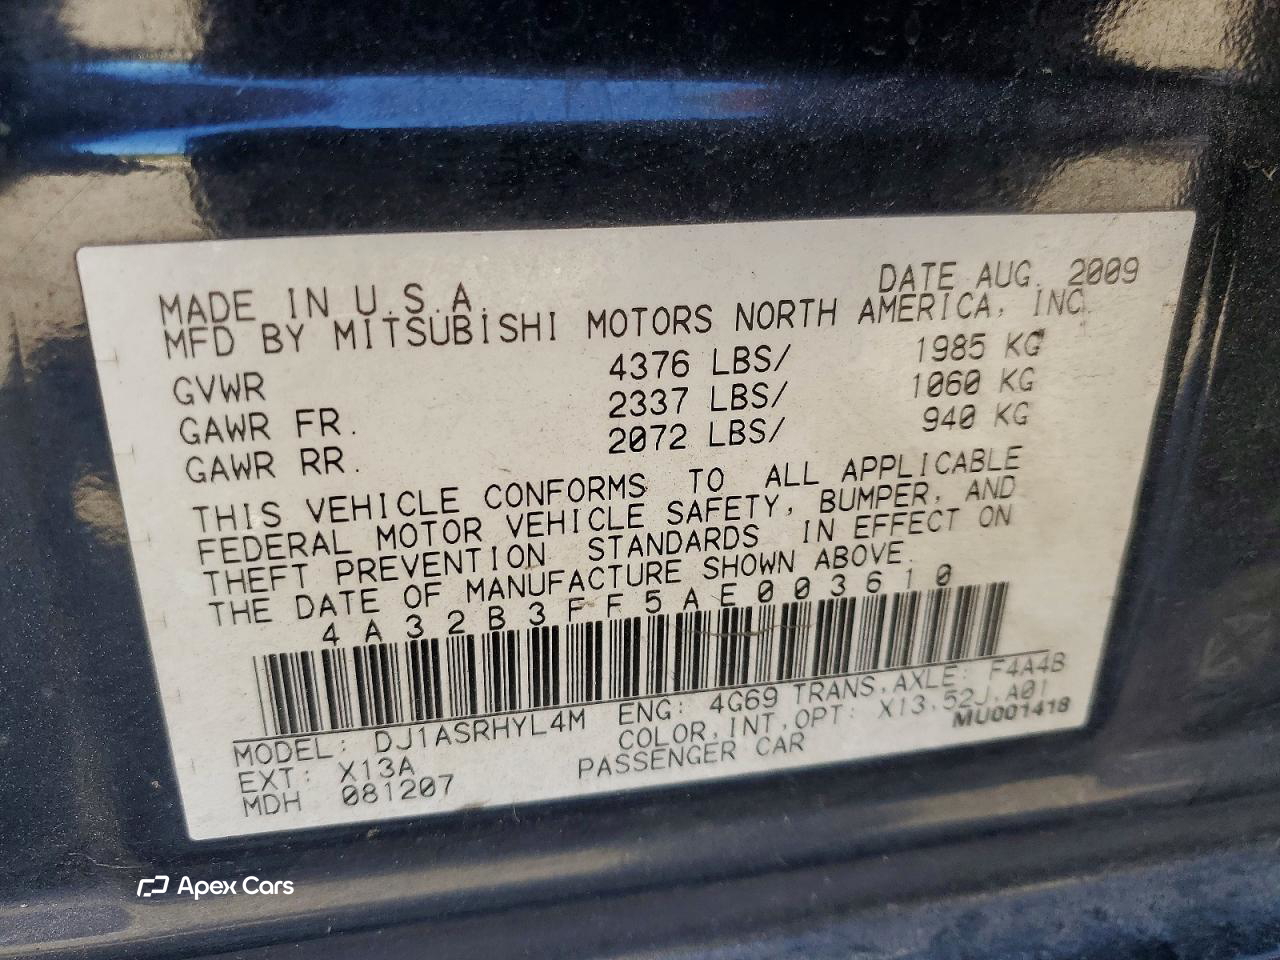 DATE AUG. 2009
MADE IN U.S.A.
MFD BY MITSUBISHI MOTORS NORTH AMERICA, INC.
GVWR 4376 LBS/ 1985 KG
GAWR FR. 2337 LBS/ 1060 KG
GAWR RR. 2072 LBS/ 940 KG
THIS VEHICLE CONFORMS TO ALL APPLICABLE
FEDERAL MOTOR VEHICLE SAFETY, BUMPER, AND
THEFT PREVENTION STANDARDS IN EFFECT ON
THE DATE OF MANUFACTURE SHOWN ABOVE.
4A32B3FF5AE003610
MODEL: DJ1ASRHYL4M ENG: 4G69 TRANS,AXLE: F4A4B
EXT: X13A COLOR,INT,OPT: X13,52J,A01
MDH 081207 PASSENGER CAR MU001418
Apex Cars